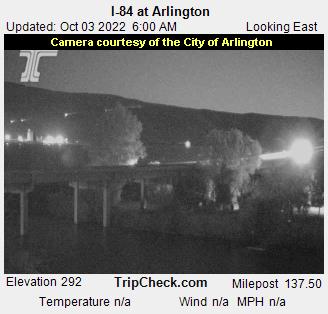 I-84 at Arlington
Updated: Oct 03 2022 6:00 AM Looking East
Camera courtesy of the City of Arlington
Elevation 292 TripCheck.com Milepost 137.50
Temperature n/a Wind n/a MPH n/a